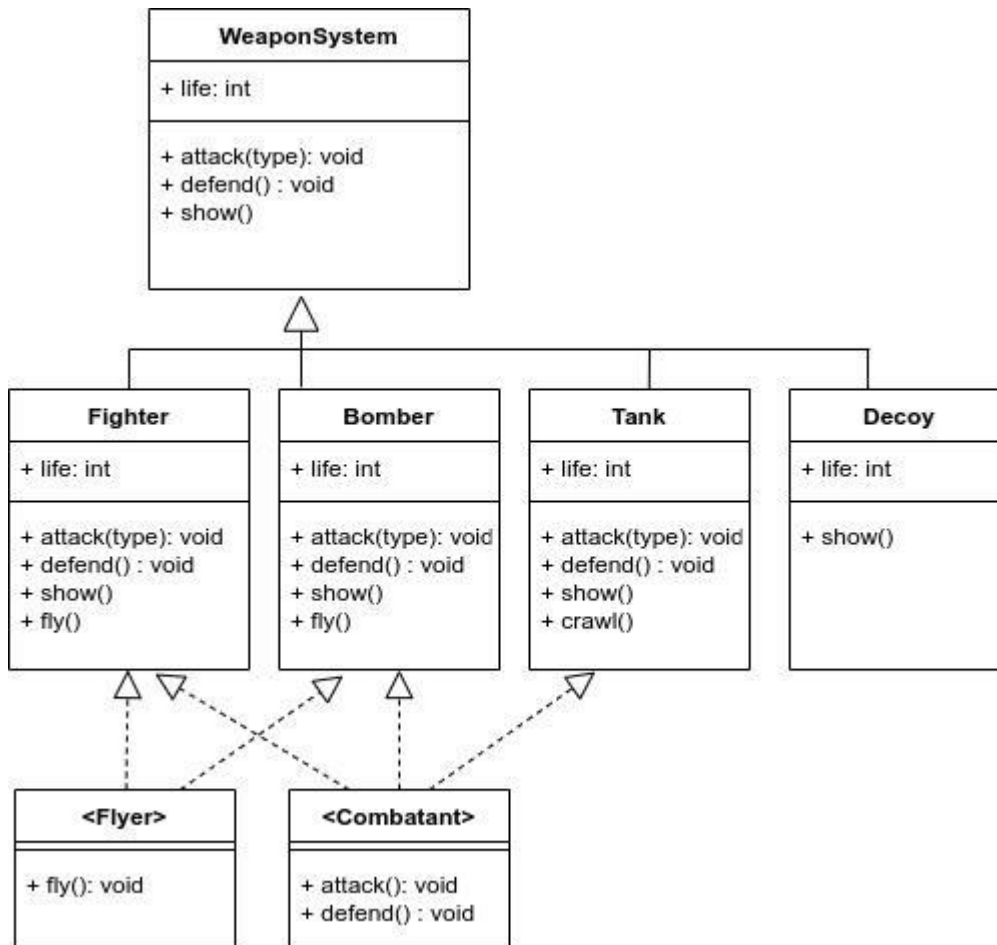 WeaponSystem
+ life: int
+ attack(type): void
+ defend() : void
+ show()
Fighter
+ life: int
+ attack(type): void
+ defend() : void
+ show()
+ fly()
Bomber
+ life: int
+ attack(type): void
+ defend() : void
+ show()
+ fly()
Tank
+ life: int
+ attack(type): void
+ defend() : void
+ show()
+ crawl()
Decoy
+ life: int
+ show()
<Flyer>
+ fly(): void
<Combatant>
+ attack(): void
+ defend() : void